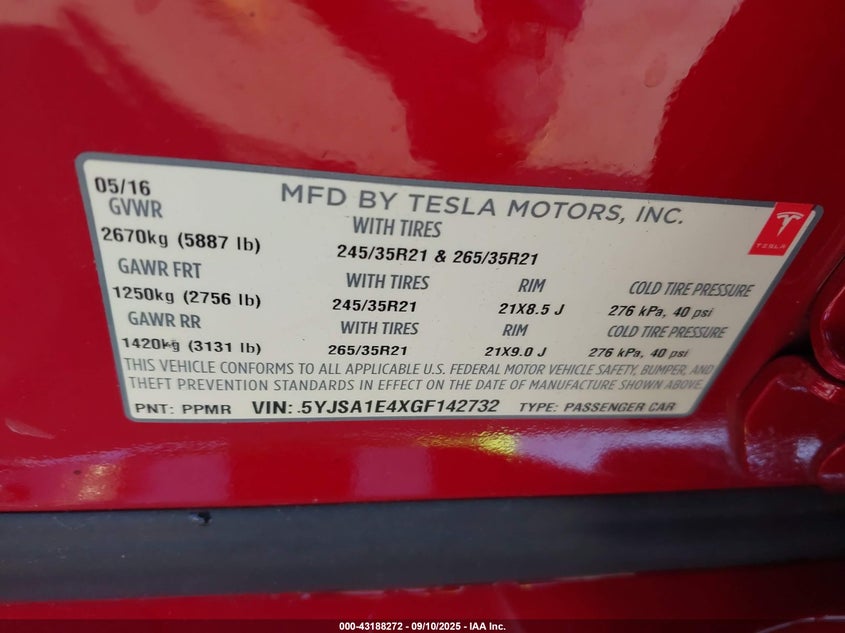 05/16
MFD BY TESLA MOTORS, INC.
GVWR WITH TIRES
2670kg (5887 lb) 245/35R21 & 265/35R21
TESLA
GAWR FRT WITH TIRES RIM COLD TIRE PRESSURE
1250kg (2756 lb) 245/35R21 21X8.5 J 276 kPa, 40 psi
GAWR RR WITH TIRES RIM COLD TIRE PRESSURE
1420kg (3131 lb) 265/35R21 21X9.0 J 276 kPa, 40 psi
THIS VEHICLE CONFORMS TO ALL APPLICABLE U.S. FEDERAL MOTOR VEHICLE SAFETY, BUMPER, AND
THEFT PREVENTION STANDARDS IN EFFECT ON THE DATE OF MANUFACTURE SHOWN ABOVE.
PNT: PPMR VIN: 5YJSA1E4XGF142732 TYPE: PASSENGER CAR
000-43188272 - 09/10/2025 - IAA Inc.